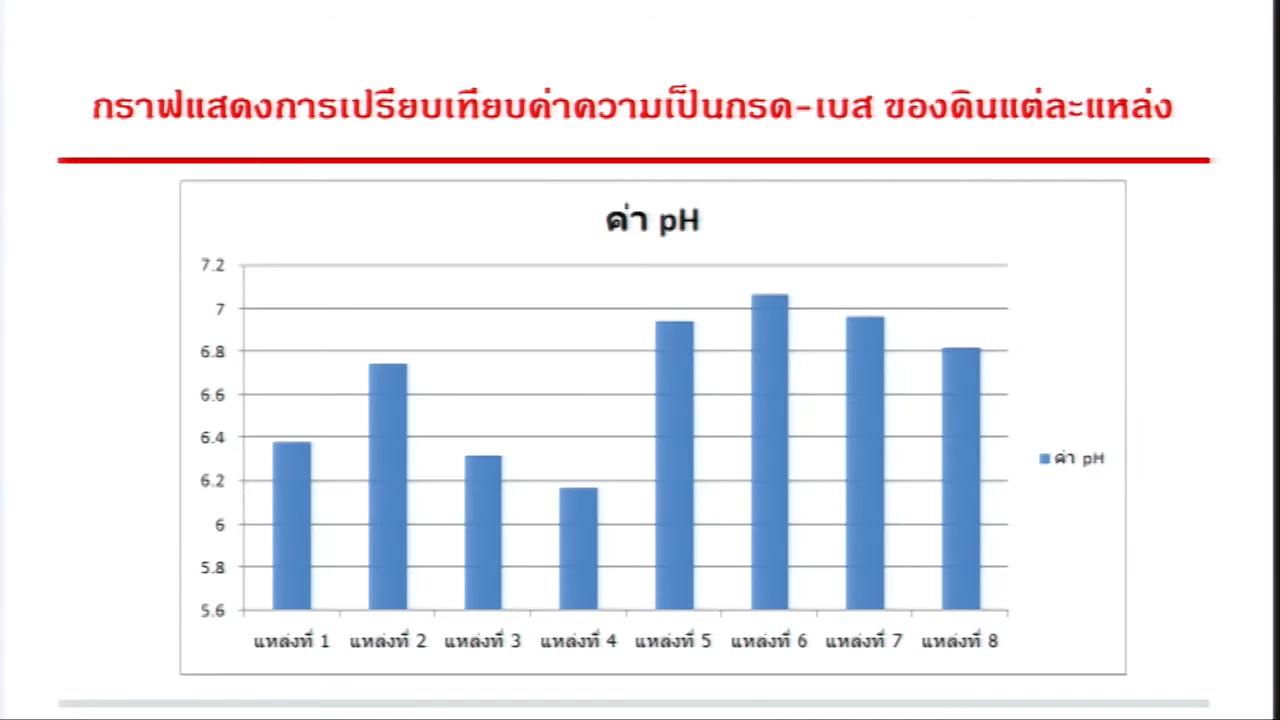 กราฟแสดงการเปรียบเทียบค่าความเป็นกรด-เบส ของดินแต่ละแหล่ง
ค่า pH
7.2
7
6.8
6.6
6.4
6.2
6
5.8
5.6
แหล่งที่ 1 แหล่งที่ 2 แหล่งที่ 3 แหล่งที่ 4 แหล่งที่ 5 แหล่งที่ 6 แหล่งที่ 7 แหล่งที่ 8
ค่า pH